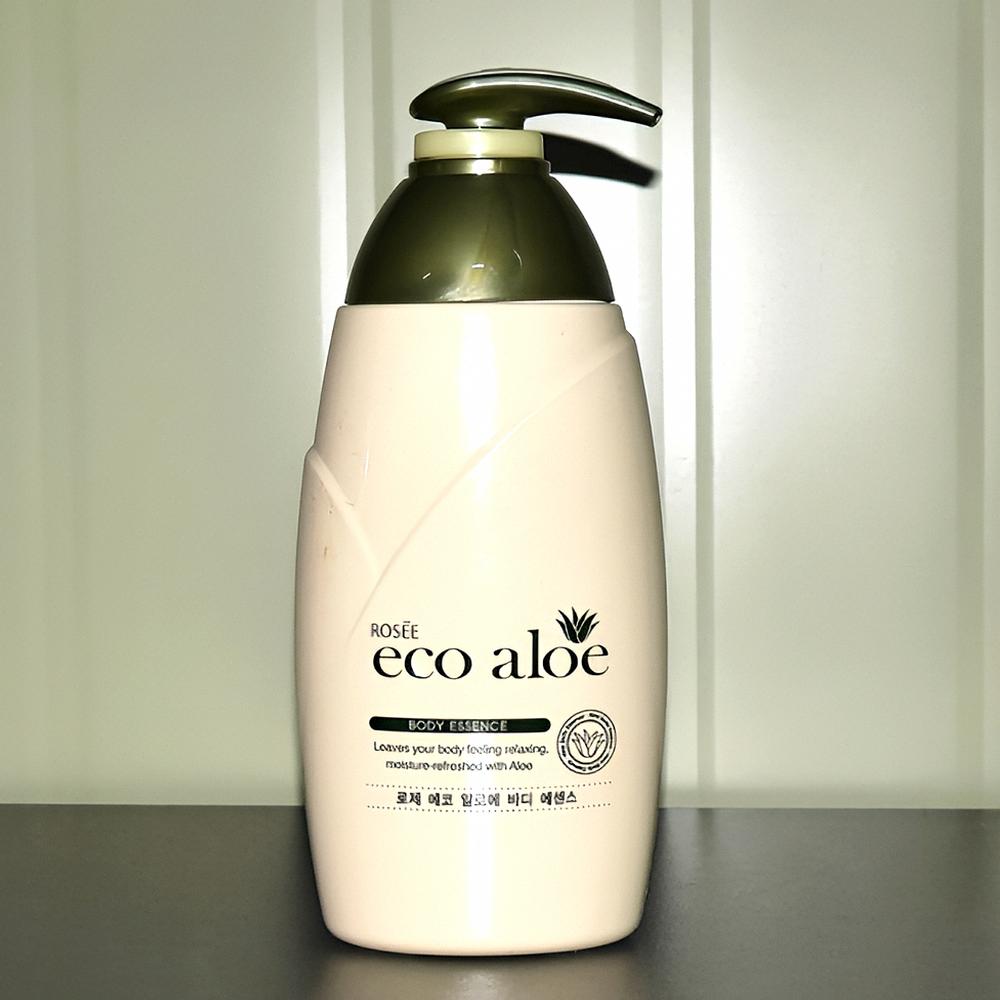 ROSĒE
eco aloe
BODY ESSENCE
Leaves your body feeling relaxing,
moisture-refreshed with Aloe
로제 에코 알로에 바디 에센스